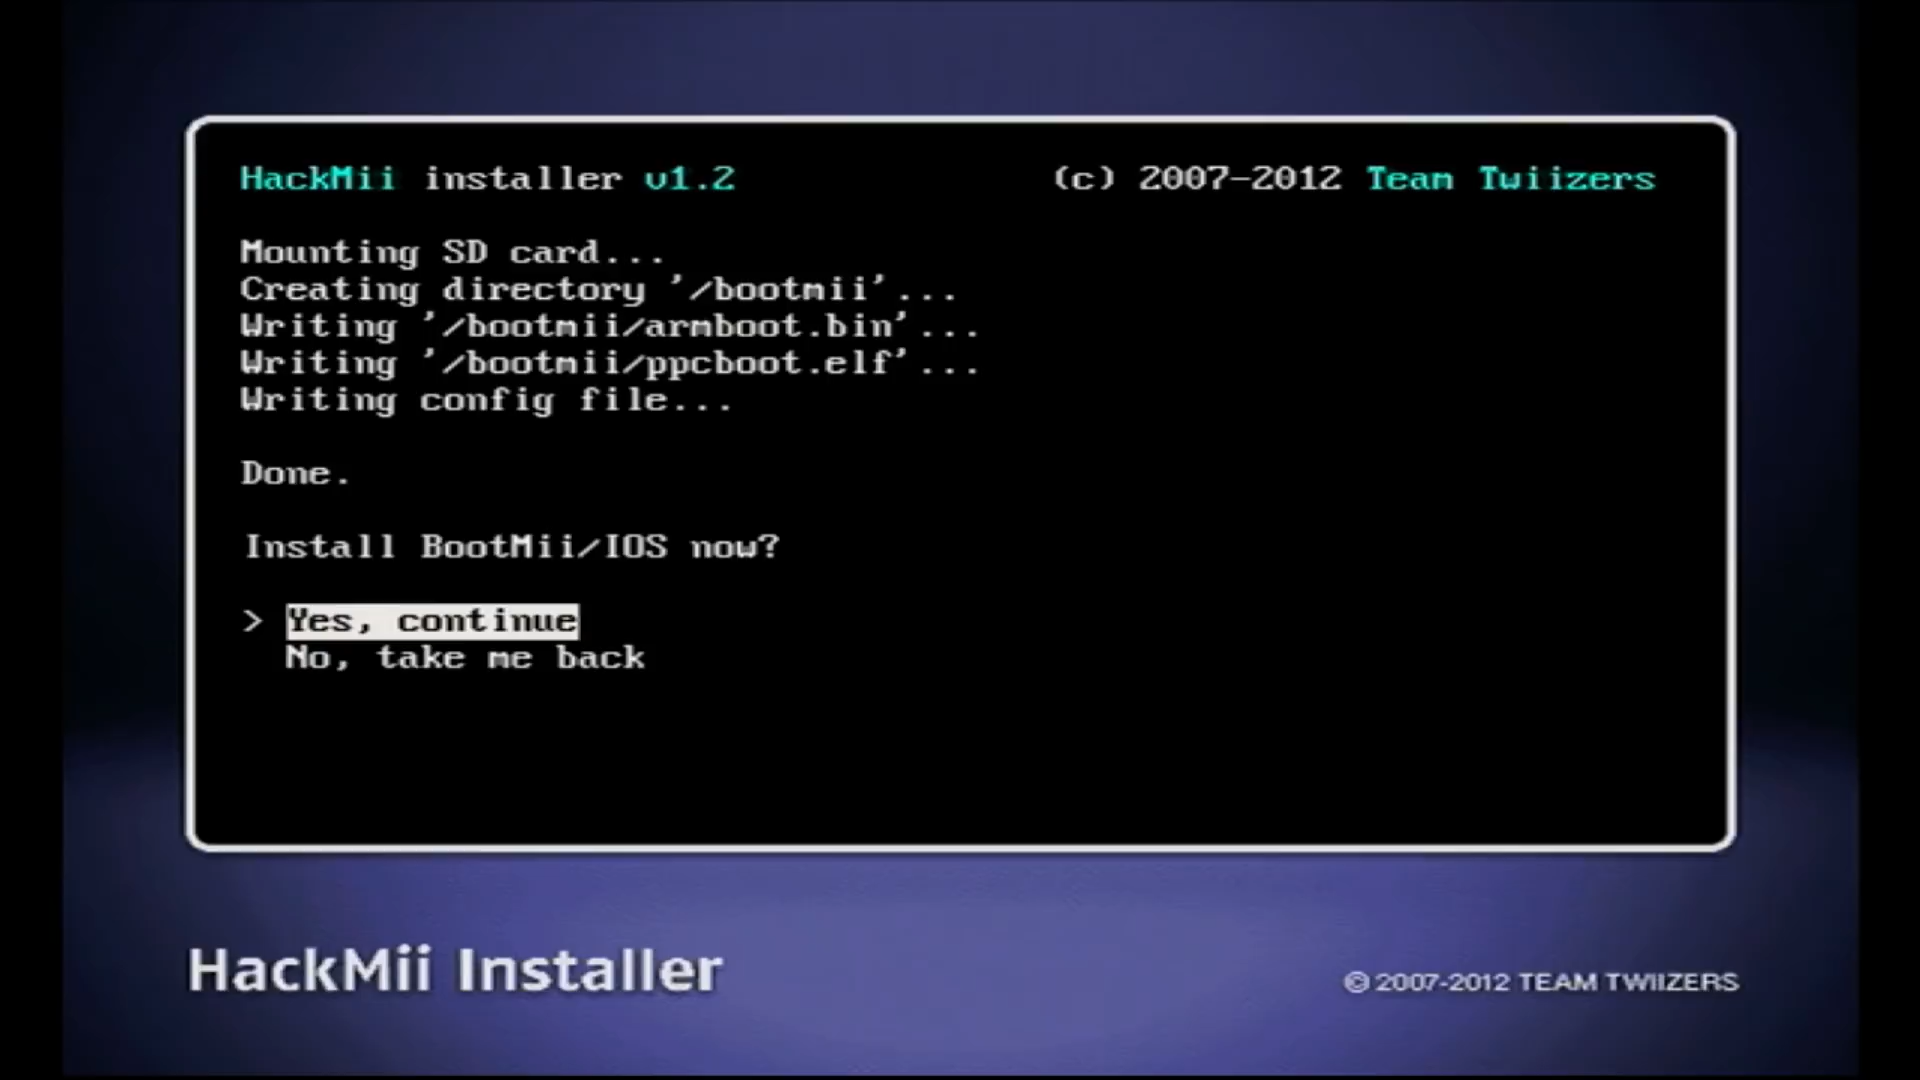 HackMii installer v1.2 (c) 2007-2012 Team Twiizers
Mounting SD card...
Creating directory '/bootmii'...
Writing '/bootmii/armboot.bin'...
Writing '/bootmii/ppcboot.elf'...
Writing config file...
Done.
Install BootMii/IOS now?
> Yes, continue
No, take me back
HackMii Installer © 2007-2012 TEAM TWIIZERS